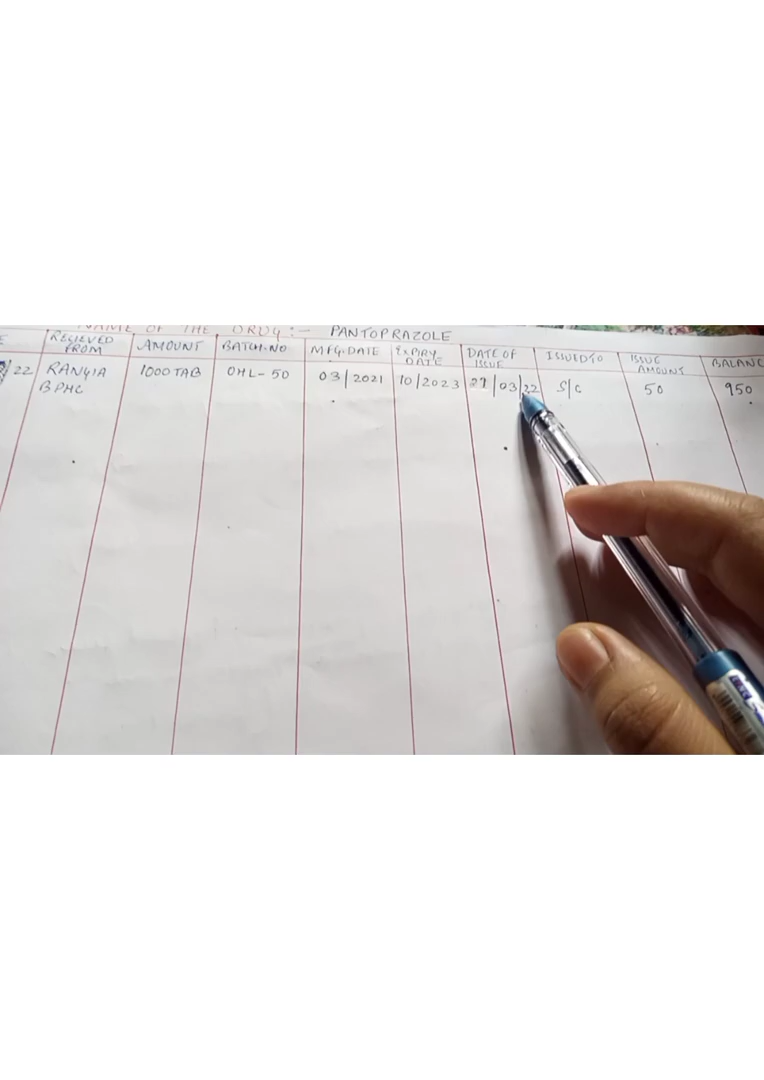 NAME OF THE DRUG :- PANTOPRAZOLE
E RECIEVED FROM AMOUNT BATCH.NO MFG.DATE EXPIRY DATE DATE OF ISSUE ISSUED TO ISSUE AMOUNT BALANC
22 RANGIA BPHC 1000 TAB OHL-50 03/2021 10/2023 27/03/22 S/C 50 950